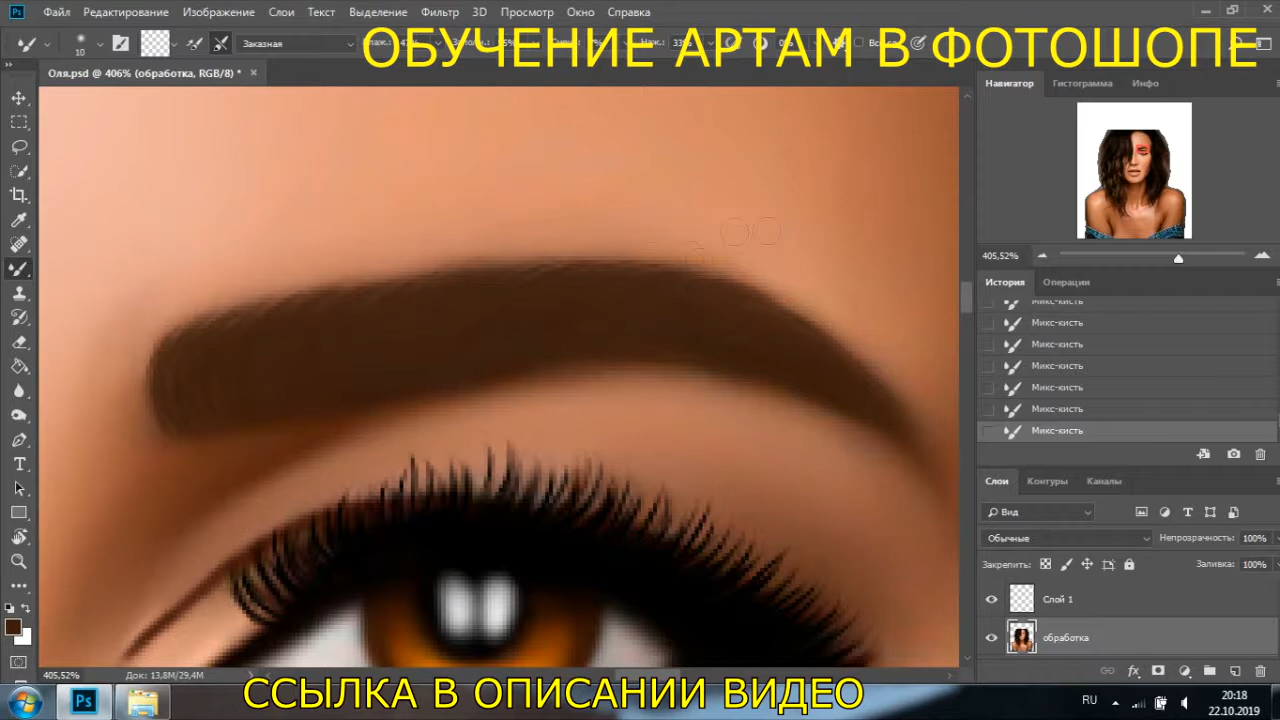 Файл Редактирование Изображение Слои Текст Выделение Фильтр 3D Просмотр Окно Справка
ОБУЧЕНИЕ АРТАМ В ФОТОШОПЕ
10 Заказная
Оля.psd @ 406% (обработка, RGB/8) * ×
Навигатор Гистограмма Инфо
405,52%
История Операции
Микс-кисть
Микс-кисть
Микс-кисть
Микс-кисть
Микс-кисть
Микс-кисть
Микс-кисть
Слои Контуры Каналы
Вид
Обычные Непрозрачность: 100%
Закрепить: Заливка: 100%
Слой 1
обработка
405,52% Док: 13,8M/29,4M
ССЫЛКА В ОПИСАНИИ ВИДЕО
RU
20:18
22.10.2019